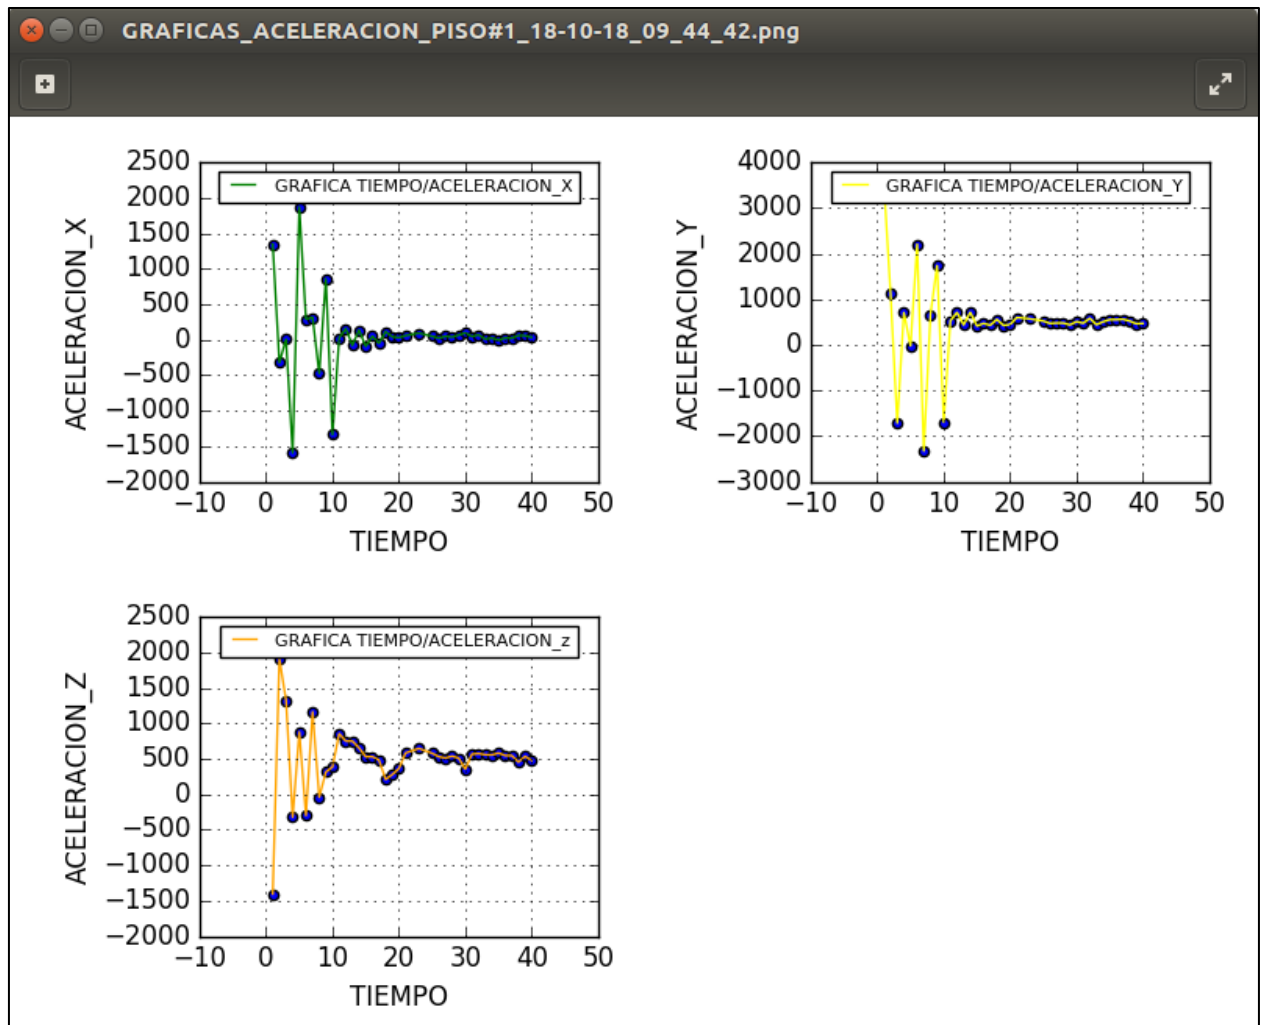 GRAFICAS_ACELERACION_PISO#1_18-10-18_09_44_42.png
GRAFICA TIEMPO/ACELERACION_X
2500
2000
1500
1000
500
0
−500
−1000
−1500
−2000
ACELERACION_X
−10 0 10 20 30 40 50
TIEMPO
GRAFICA TIEMPO/ACELERACION_Y
4000
3000
2000
1000
0
−1000
−2000
−3000
ACELERACION_Y
−10 0 10 20 30 40 50
TIEMPO
GRAFICA TIEMPO/ACELERACION_z
2500
2000
1500
1000
500
0
−500
−1000
−1500
−2000
ACELERACION_Z
−10 0 10 20 30 40 50
TIEMPO